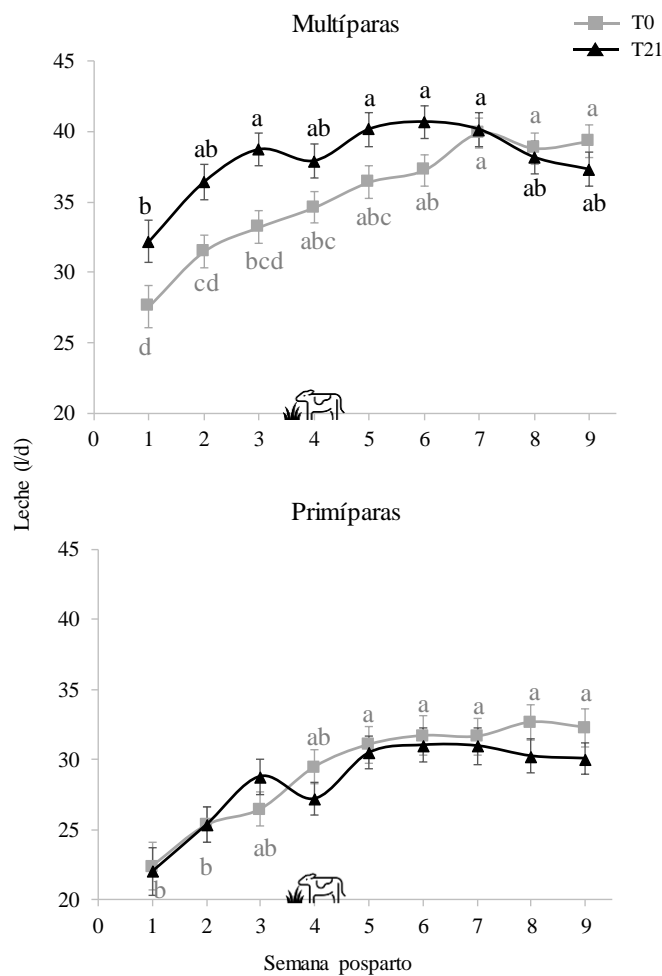 Multíparas
T0
T21
45
40
35
30
25
20
b ab a ab a a a a a
d cd bcd abc abc ab a ab ab
0 1 2 3 4 5 6 7 8 9
Leche (l/d)
Primíparas
45
40
35
30
25
20
ab a a a a a
b b ab
0 1 2 3 4 5 6 7 8 9
Semana posparto